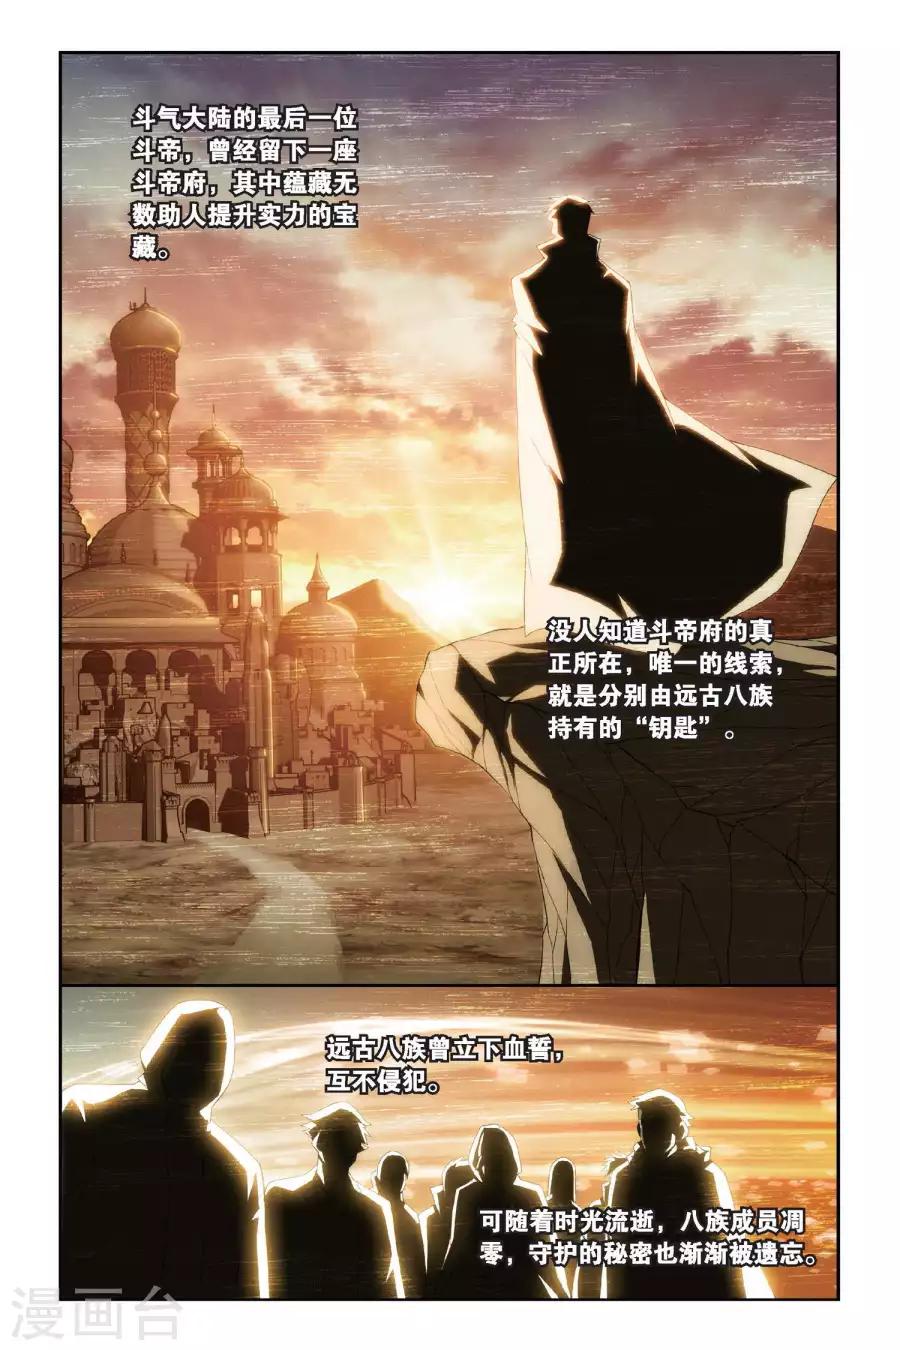 斗气大陆的最后一位
斗帝，曾经留下一座
斗帝府，其中蕴藏无
数助人提升实力的宝
藏。
没人知道斗帝府的真
正所在，唯一的线索，
就是分别由远古八族
持有的“钥匙”。
远古八族曾立下血誓，
互不侵犯。
可随着时光流逝，八族成员凋
零，守护的秘密也渐渐被遗忘。
漫画台